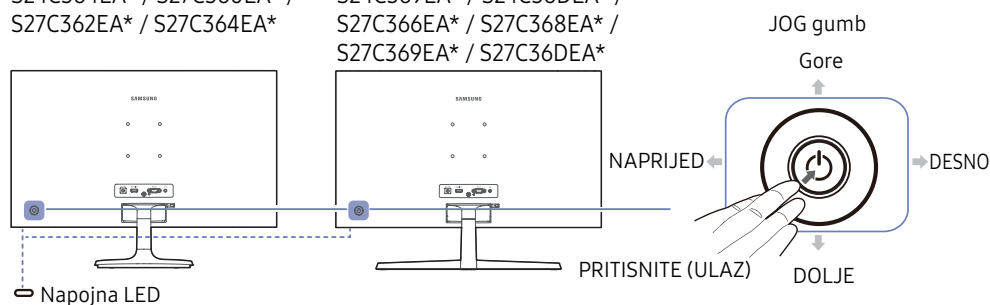 S27C362EA* / S27C364EA*
S27C366EA* / S27C368EA* /
S27C369EA* / S27C36DEA*
JOG gumb
Gore
SAMSUNG
SAMSUNG
NAPRIJED
DESNO
PRITISNITE (ULAZ)
DOLJE
Napojna LED